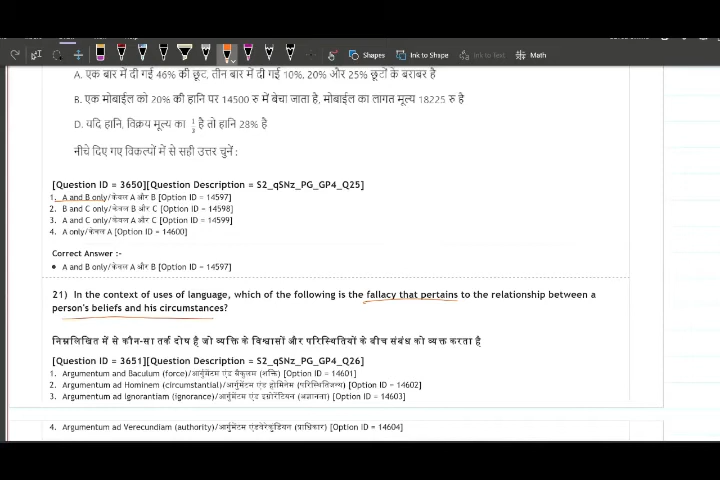 Shapes Ink to Shape Ink to Text Math
A. एक बार में दी गई 46% की छूट, तीन बार में दी गई 10%, 20% और 25% छूटों के बराबर है
B. एक मोबाईल को 20% की हानि पर 14500 रु में बेचा जाता है, मोबाईल का लागत मूल्य 18225 रु है
D. यदि हानि, विक्रय मूल्य का 1/3 है तो हानि 28% है
नीचे दिए गए विकल्पों में से सही उत्तर चुनें :
[Question ID = 3650][Question Description = S2_qSNz_PG_GP4_Q25]
1. A and B only/केवल A और B [Option ID = 14597]
2. B and C only/केवल B और C [Option ID = 14598]
3. A and C only/केवल A और C [Option ID = 14599]
4. A only/केवल A [Option ID = 14600]
Correct Answer :-
• A and B only/केवल A और B [Option ID = 14597]
21) In the context of uses of language, which of the following is the fallacy that pertains to the relationship between a
person's beliefs and his circumstances?
निम्नलिखित में से कौन-सा तर्क दोष है जो व्यक्ति के विश्वासों और परिस्थितियों के बीच संबंध को व्यक्त करता है
[Question ID = 3651][Question Description = S2_qSNz_PG_GP4_Q26]
1. Argumentum and Baculum (force)/आर्गुमेंटम एंड बैकुलम (शक्ति) [Option ID = 14601]
2. Argumentum ad Hominem (circumstantial)/आर्गुमेंटम एंड होमिनेम (परिस्थितिजन्य) [Option ID = 14602]
3. Argumentum ad Ignorantiam (ignorance)/आर्गुमेंटम एंड इग्नोरेंटियन (अज्ञानता) [Option ID = 14603]
4. Argumentum ad Verecundiam (authority)/आर्गुमेंटम एंडवेरेकुंडियन (प्राधिकार) [Option ID = 14604]